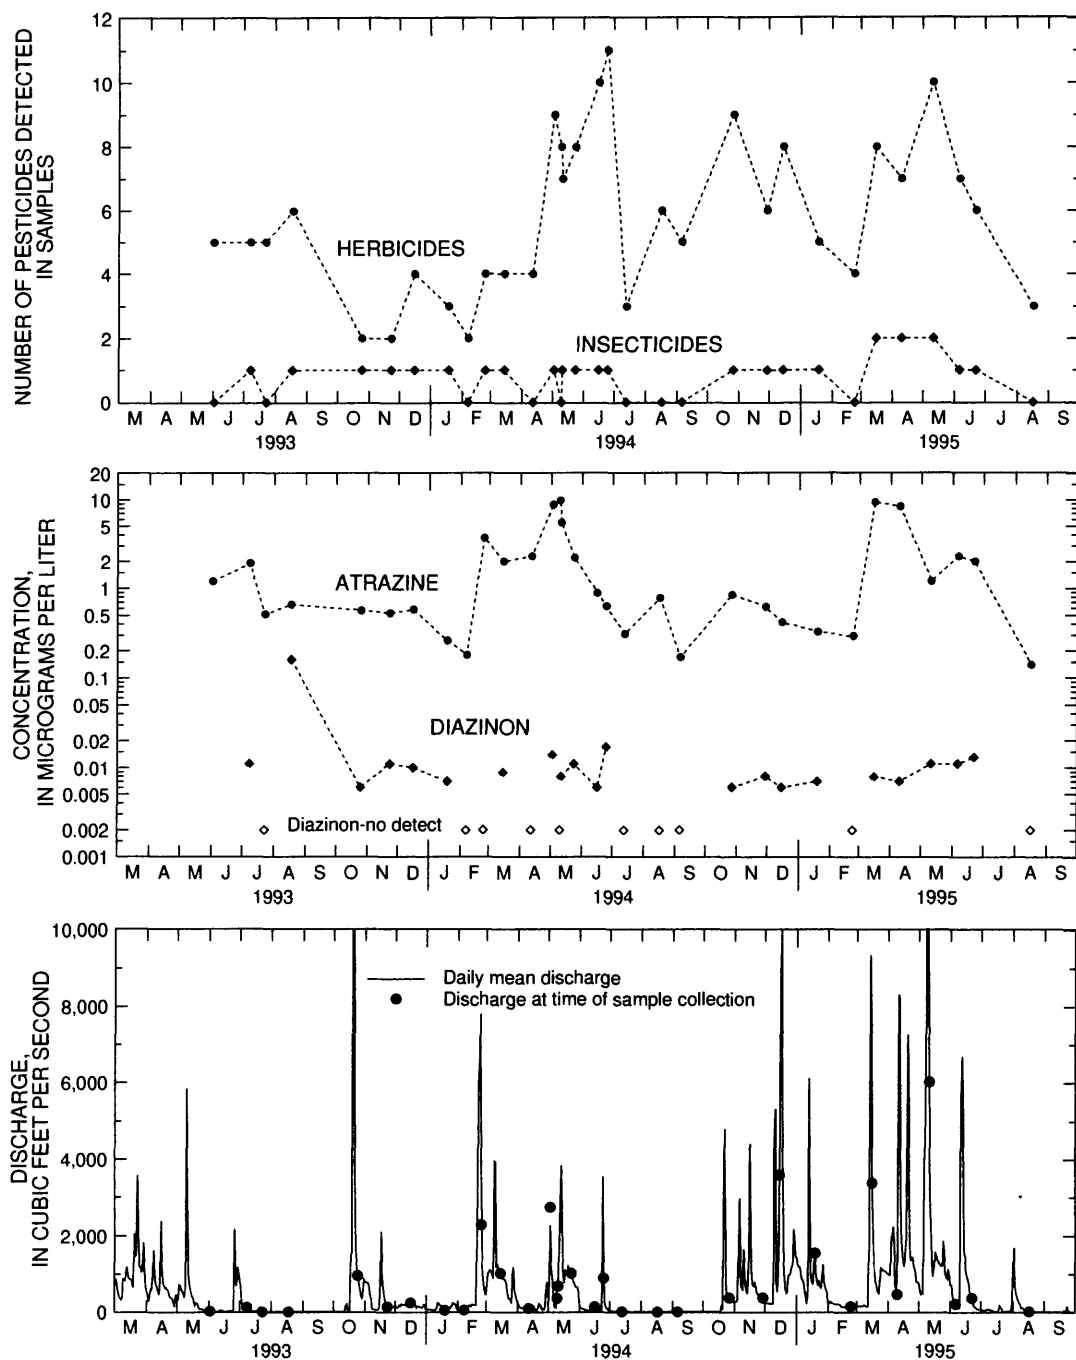 NUMBER OF PESTICIDES DETECTED
IN SAMPLES
12
10
8
6
4
2
0
HERBICIDES
INSECTICIDES
M A M J J A S O N D J F M A M J J A S O N D J F M A M J J A S
1993 1994 1995
CONCENTRATION,
IN MICROGRAMS PER LITER
20
10
5
2
1
0.5
0.2
0.1
0.05
0.02
0.01
0.005
0.002
0.001
ATRAZINE
DIAZINON
Diazinon-no detect
M A M J J A S O N D J F M A M J J A S O N D J F M A M J J A S
1993 1994 1995
DISCHARGE,
IN CUBIC FEET PER SECOND
10,000
8,000
6,000
4,000
2,000
0
Daily mean discharge
Discharge at time of sample collection
M A M J J A S O N D J F M A M J J A S O N D J F M A M J J A S
1993 1994 1995